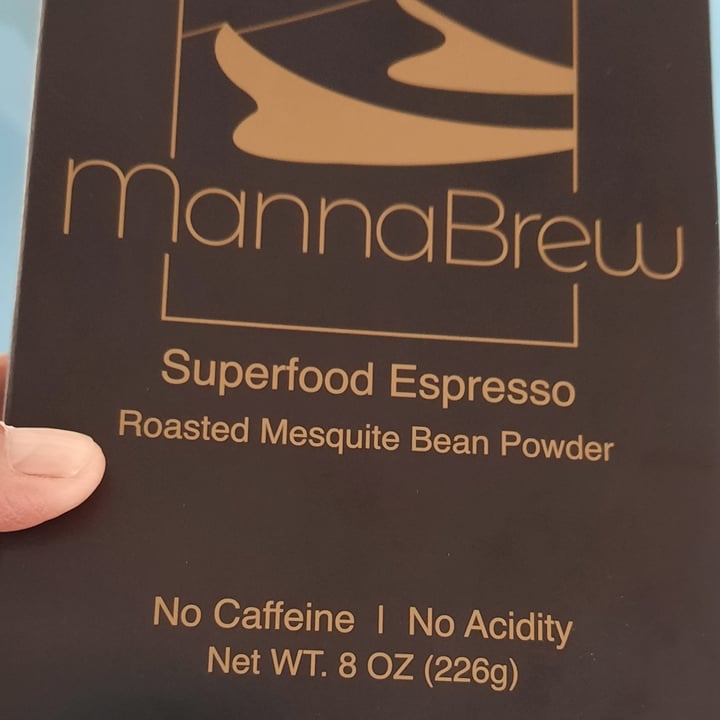 mannaBrew
Superfood Espresso
Roasted Mesquite Bean Powder
No Caffeine | No Acidity
Net WT. 8 OZ (226g)